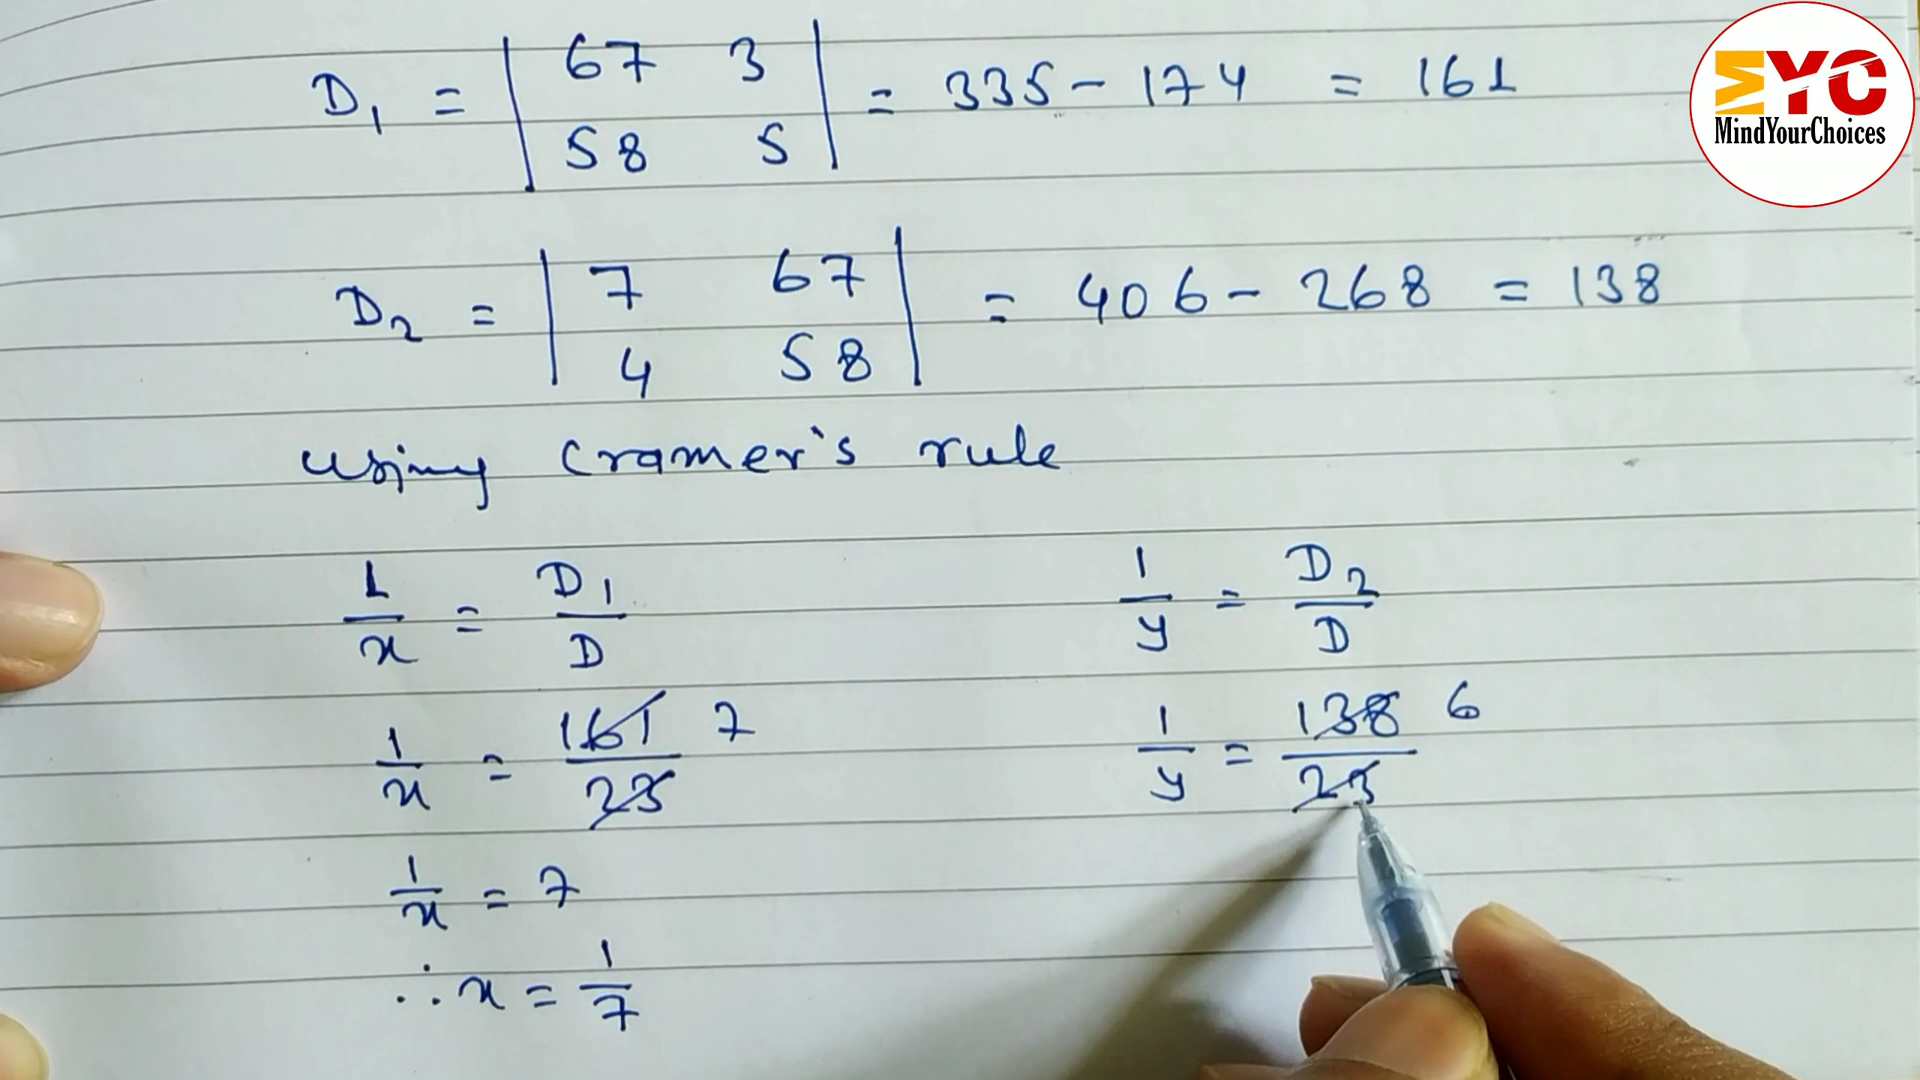 D₁ = | 67 3 | = 335 - 174 = 161
| 58 5 |
MYC
MindYourChoices
D₂ = | 7 67 | = 406 - 268 = 138
| 4 58 |
using Cramer's rule
1/x = D₁/D 1/y = D₂/D
1/x = 161/23 7 1/y = 138/23 6
1/x = 7
∴ x = 1/7